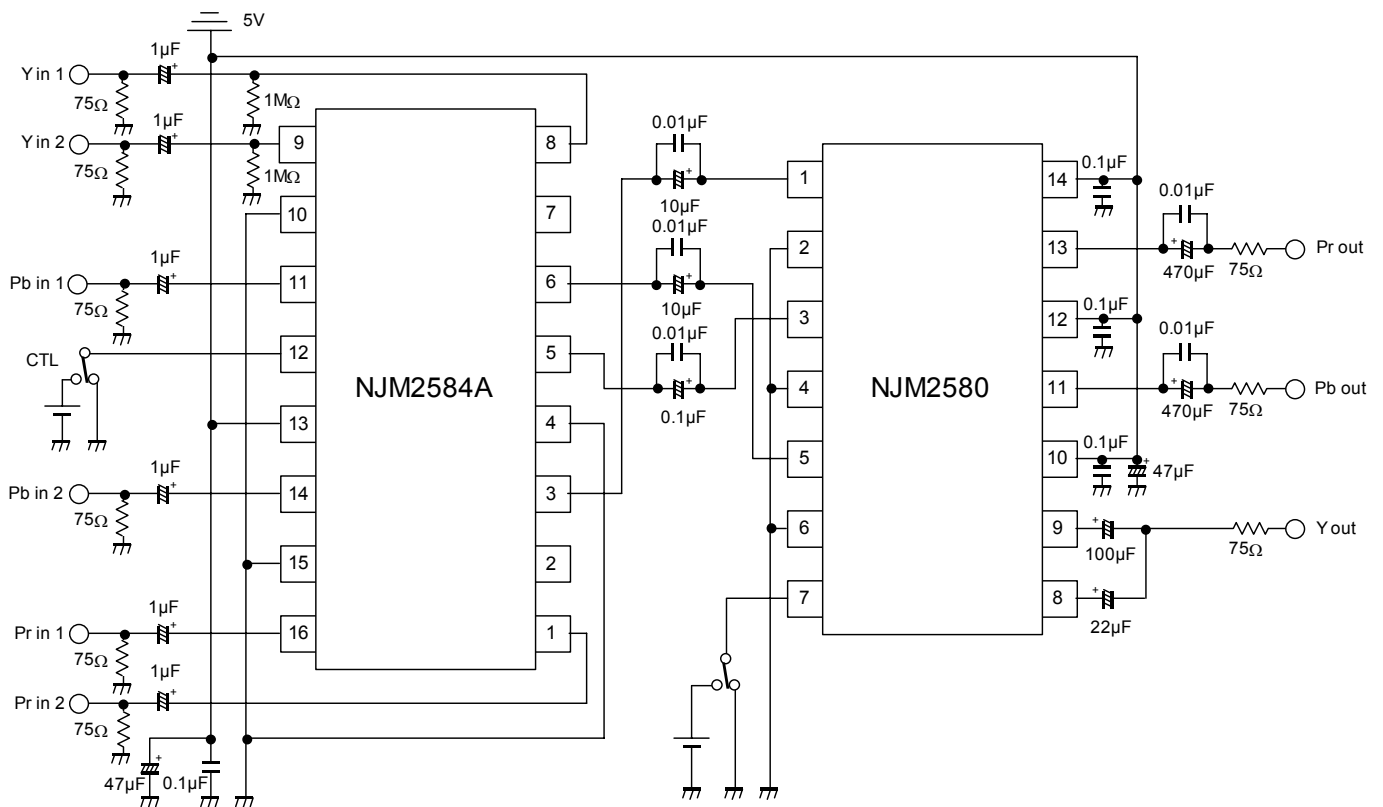 5V
Y in 1
1µF
75Ω
1MΩ
Y in 2
1µF
75Ω
1MΩ
Pb in 1
1µF
75Ω
CTL
Pb in 2
1µF
75Ω
Pr in 1
1µF
75Ω
Pr in 2
1µF
75Ω
47µF
0.1µF
NJM2584A
9
10
11
12
13
14
15
16
8
7
6
5
4
3
2
1
0.01µF
10µF
0.01µF
10µF
0.01µF
0.1µF
NJM2580
1
2
3
4
5
6
7
14
13
12
11
10
9
8
0.1µF
0.01µF
470µF
75Ω
Pr out
0.1µF
0.01µF
470µF
75Ω
Pb out
0.1µF
47µF
100µF
75Ω
Y out
22µF